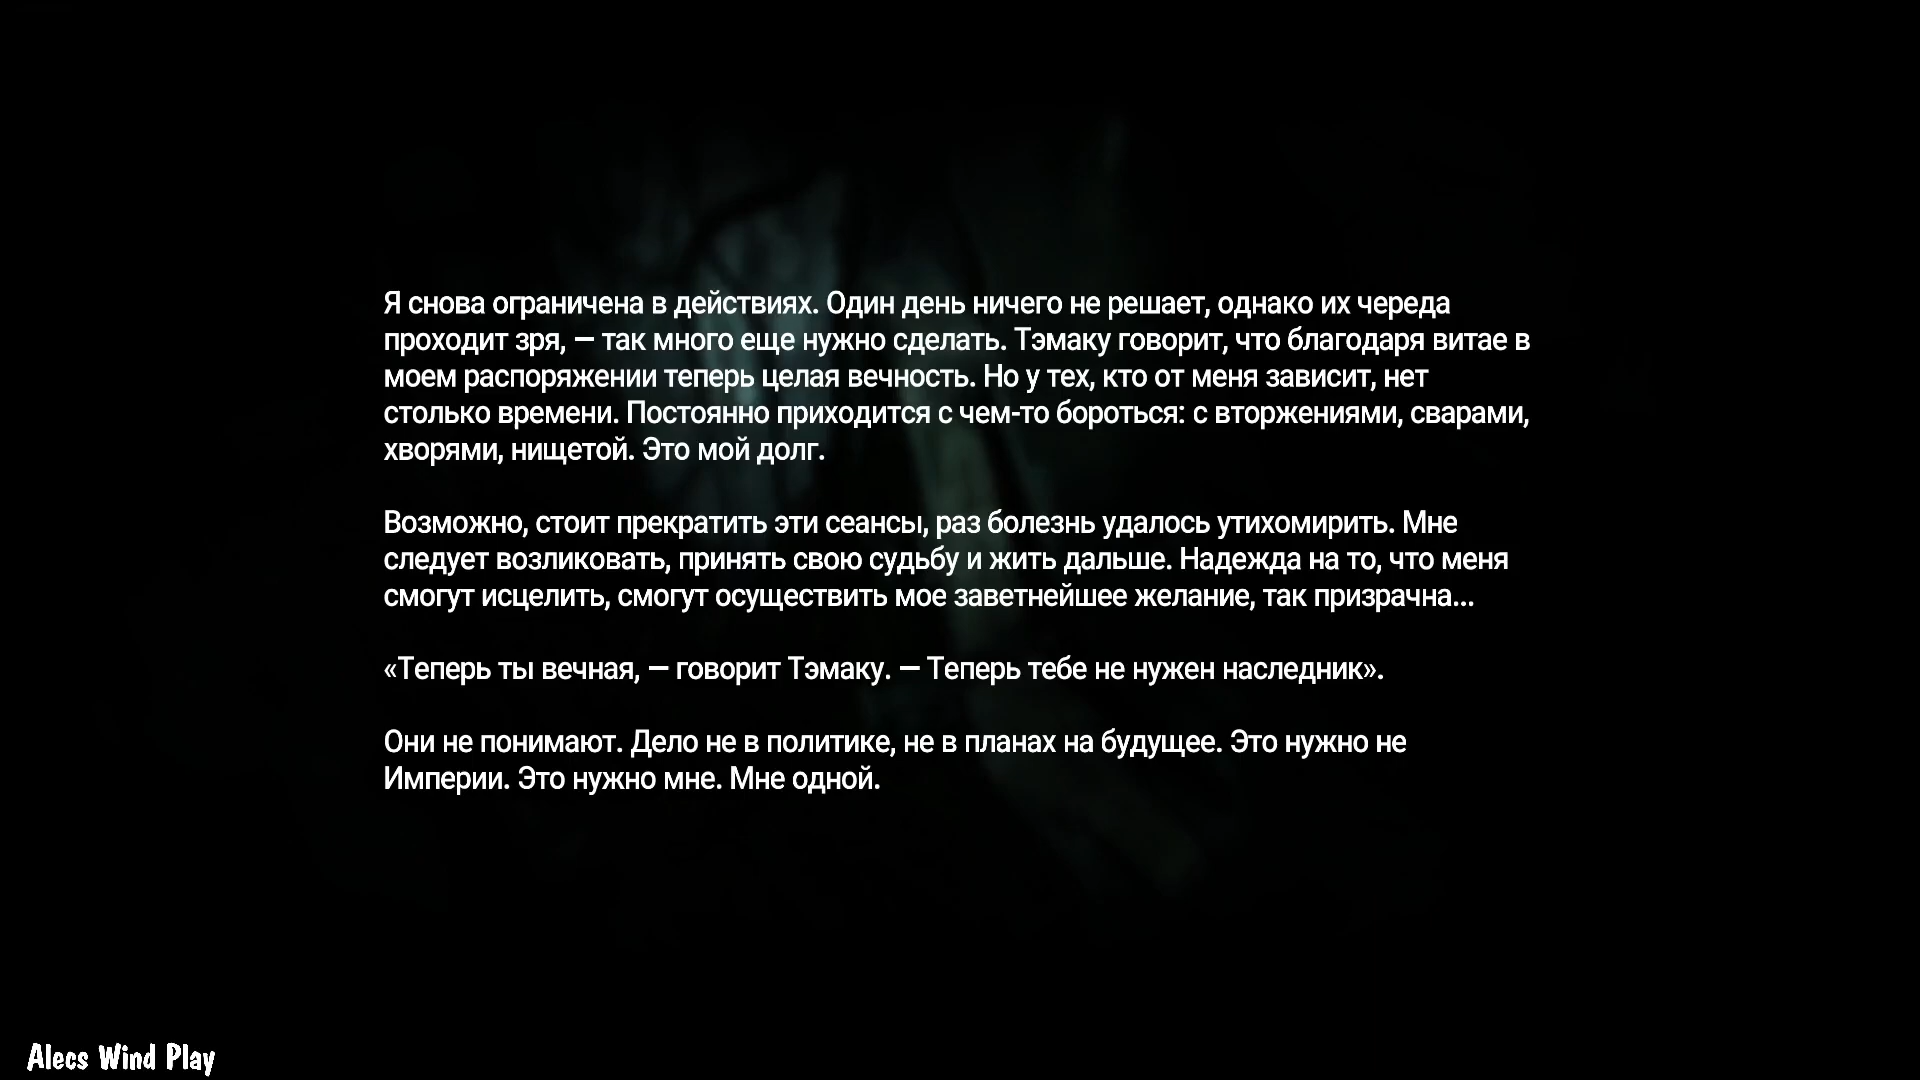 Я снова ограничена в действиях. Один день ничего не решает, однако их череда
проходит зря, — так много еще нужно сделать. Тэмаку говорит, что благодаря витае в
моем распоряжении теперь целая вечность. Но у тех, кто от меня зависит, нет
столько времени. Постоянно приходится с чем-то бороться: с вторжениями, сварами,
хворями, нищетой. Это мой долг.
Возможно, стоит прекратить эти сеансы, раз болезнь удалось утихомирить. Мне
следует возликовать, принять свою судьбу и жить дальше. Надежда на то, что меня
смогут исцелить, смогут осуществить мое заветнейшее желание, так призрачна...
«Теперь ты вечная, — говорит Тэмаку. — Теперь тебе не нужен наследник».
Они не понимают. Дело не в политике, не в планах на будущее. Это нужно не
Империи. Это нужно мне. Мне одной.
Alecs Wind Play